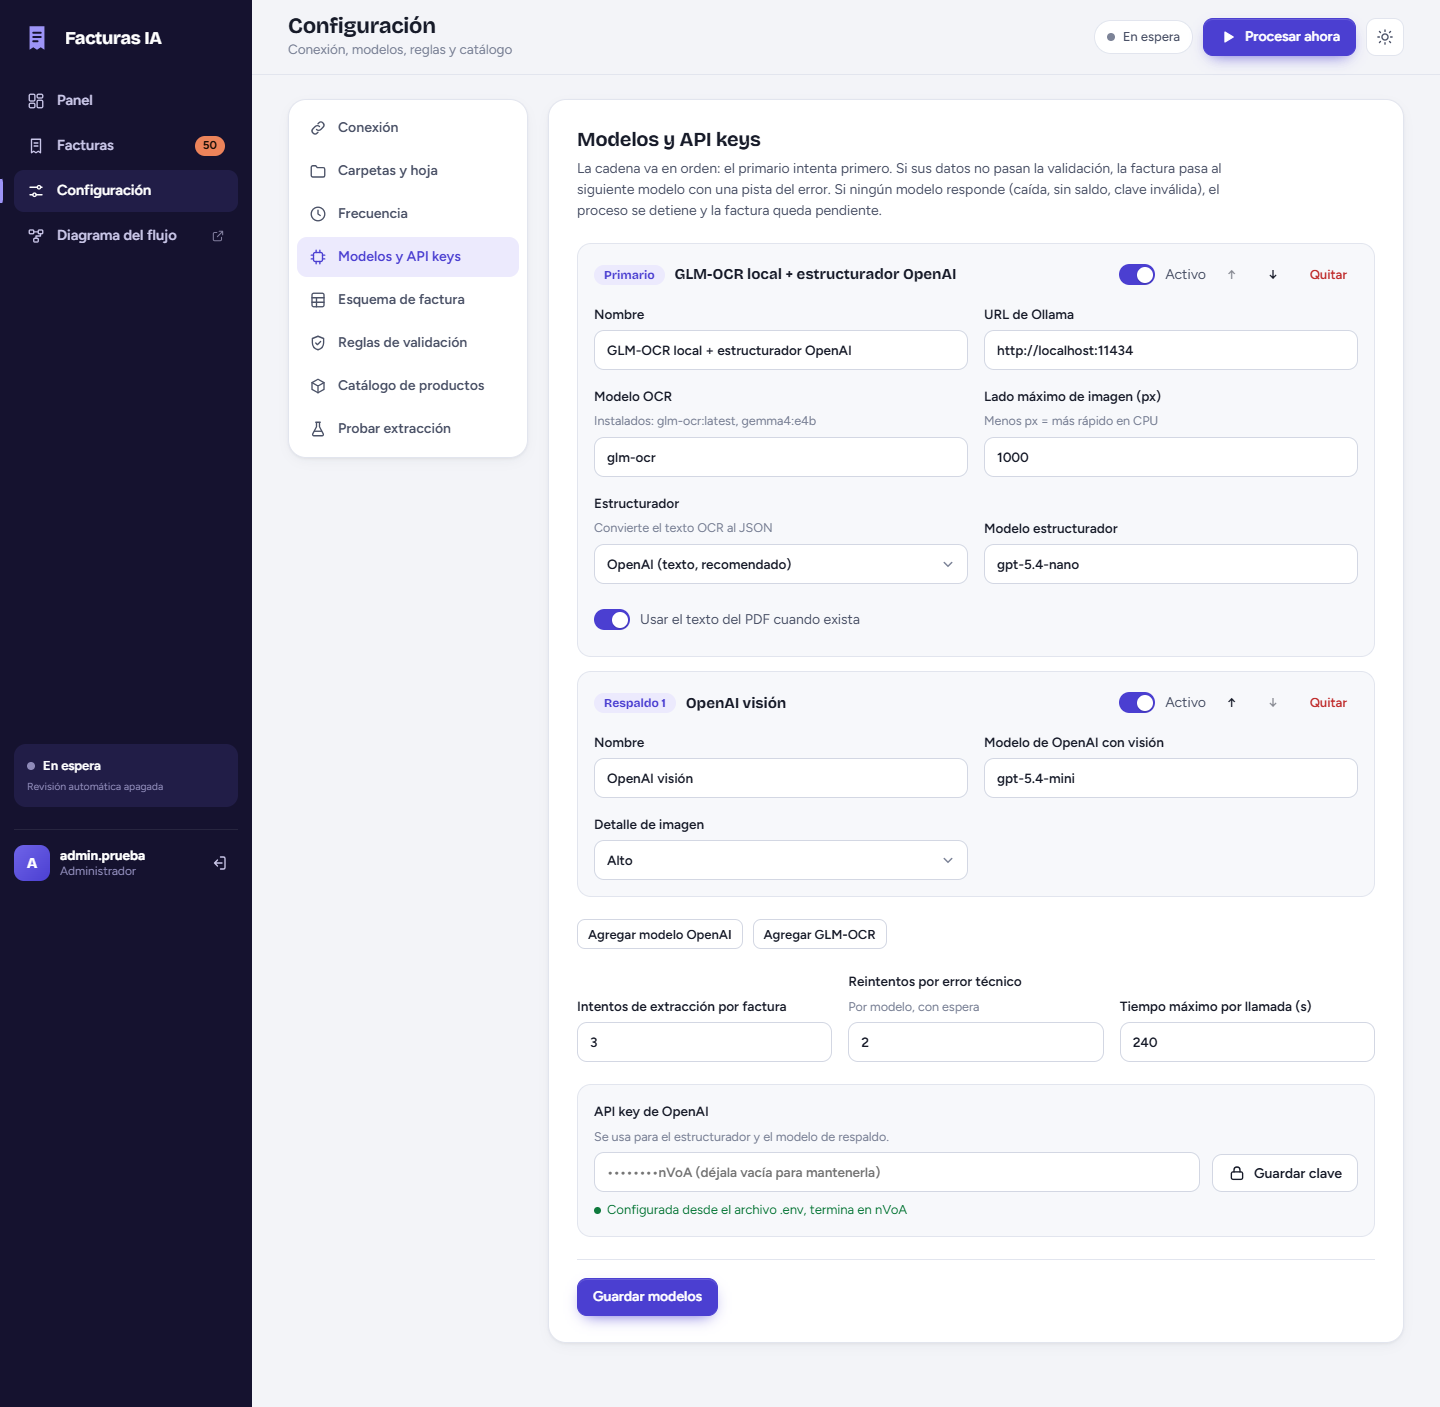 Facturas IA
Panel
Facturas
50
Configuración
Diagrama del flujo
En espera
Revisión automática apagada
A
admin.prueba
Administrador
Configuración
Conexión, modelos, reglas y catálogo
En espera
Procesar ahora
Conexión
Carpetas y hoja
Frecuencia
Modelos y API keys
Esquema de factura
Reglas de validación
Catálogo de productos
Probar extracción
Modelos y API keys
La cadena va en orden: el primario intenta primero. Si sus datos no pasan la validación, la factura pasa al
siguiente modelo con una pista del error. Si ningún modelo responde (caída, sin saldo, clave inválida), el
proceso se detiene y la factura queda pendiente.
Primario
GLM-OCR local + estructurador OpenAI
Activo
↑
↓
Quitar
Nombre
GLM-OCR local + estructurador OpenAI
URL de Ollama
http://localhost:11434
Modelo OCR
Instalados: glm-ocr:latest, gemma4:e4b
glm-ocr
Lado máximo de imagen (px)
Menos px = más rápido en CPU
1000
Estructurador
Convierte el texto OCR al JSON
OpenAI (texto, recomendado)
Modelo estructurador
gpt-5.4-nano
Usar el texto del PDF cuando exista
Respaldo 1
OpenAI visión
Activo
↑
↓
Quitar
Nombre
OpenAI visión
Modelo de OpenAI con visión
gpt-5.4-mini
Detalle de imagen
Alto
Agregar modelo OpenAI
Agregar GLM-OCR
Intentos de extracción por factura
3
Reintentos por error técnico
Por modelo, con espera
2
Tiempo máximo por llamada (s)
240
API key de OpenAI
Se usa para el estructurador y el modelo de respaldo.
••••••••nVoA (déjala vacía para mantenerla)
Guardar clave
Configurada desde el archivo .env, termina en nVoA
Guardar modelos